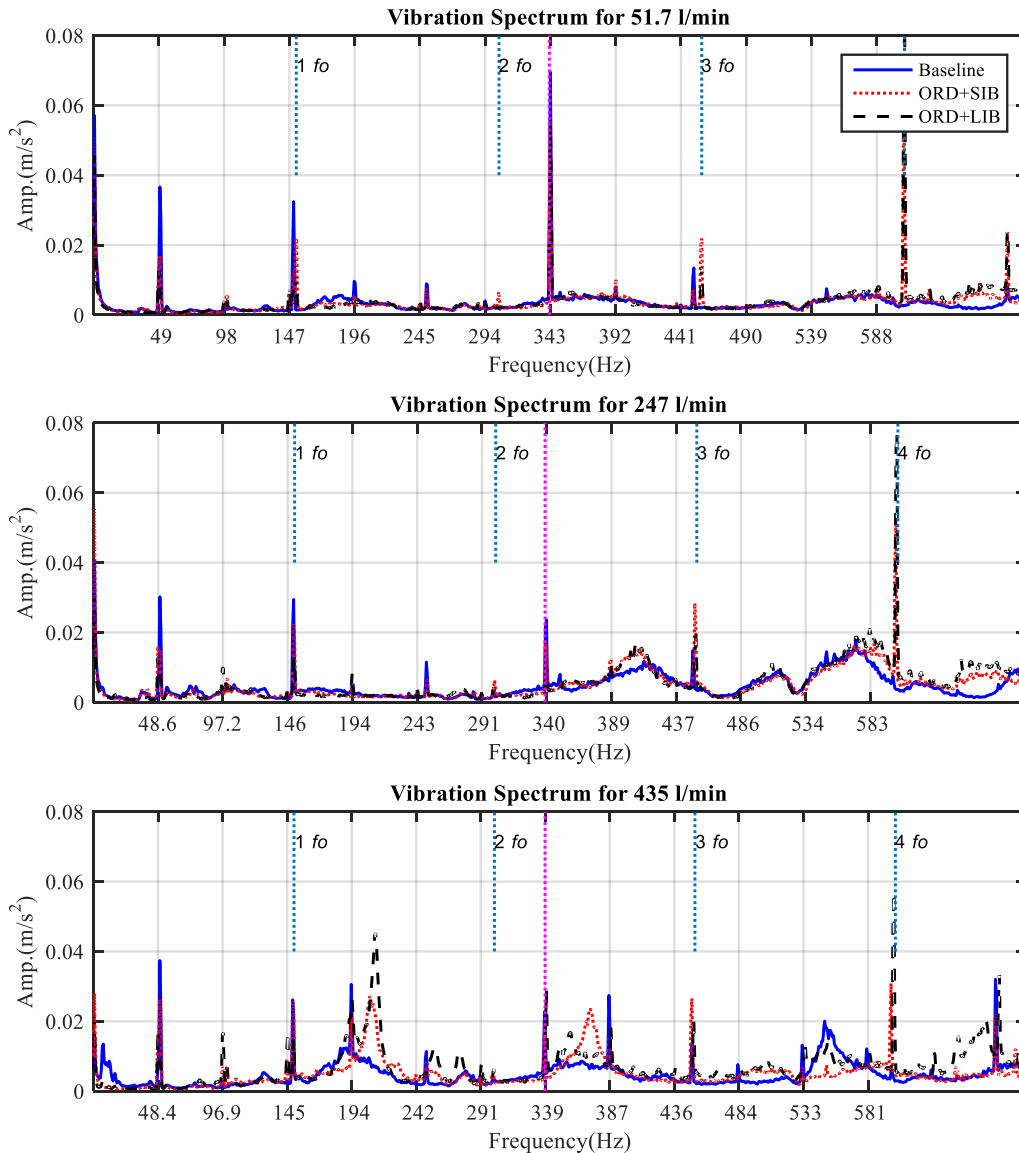 Vibration Spectrum for 51.7 l/min
0.08
0.06
0.04
0.02
0
Amp.(m/s²)
1 fo
2 fo
3 fo
Baseline
ORD+SIB
ORD+LIB
49 98 147 196 245 294 343 392 441 490 539 588
Frequency(Hz)
Vibration Spectrum for 247 l/min
0.08
0.06
0.04
0.02
0
Amp.(m/s²)
1 fo
2 fo
3 fo
4 fo
48.6 97.2 146 194 243 291 340 389 437 486 534 583
Frequency(Hz)
Vibration Spectrum for 435 l/min
0.08
0.06
0.04
0.02
0
Amp.(m/s²)
1 fo
2 fo
3 fo
4 fo
48.4 96.9 145 194 242 291 339 387 436 484 533 581
Frequency(Hz)